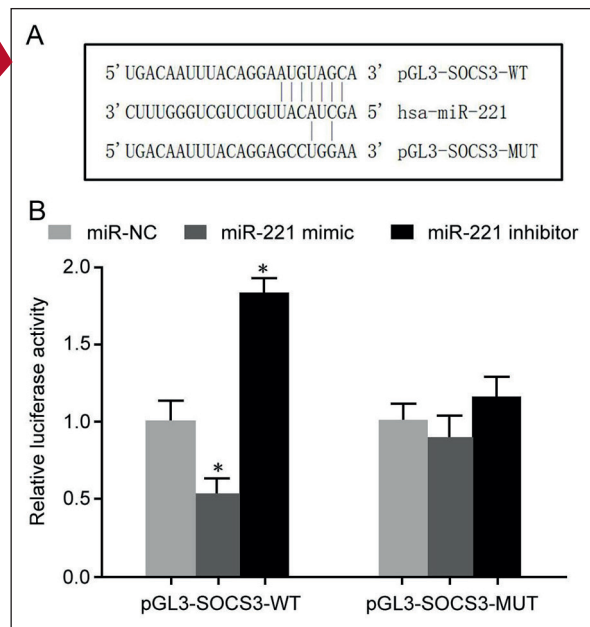 A
5' UGACAAUUUACAGGAAUGUAGCA 3' pGL3-SOCS3-WT
3' CUUUGGGUCGUCUGUUACAUCGA 5' hsa-miR-221
5' UGACAAUUUACAGGAGCCUGGAA 3' pGL3-SOCS3-MUT
B
miR-NC miR-221 mimic miR-221 inhibitor
Relative luciferase activity
2.0
1.5
1.0
0.5
0.0
* *
pGL3-SOCS3-WT pGL3-SOCS3-MUT